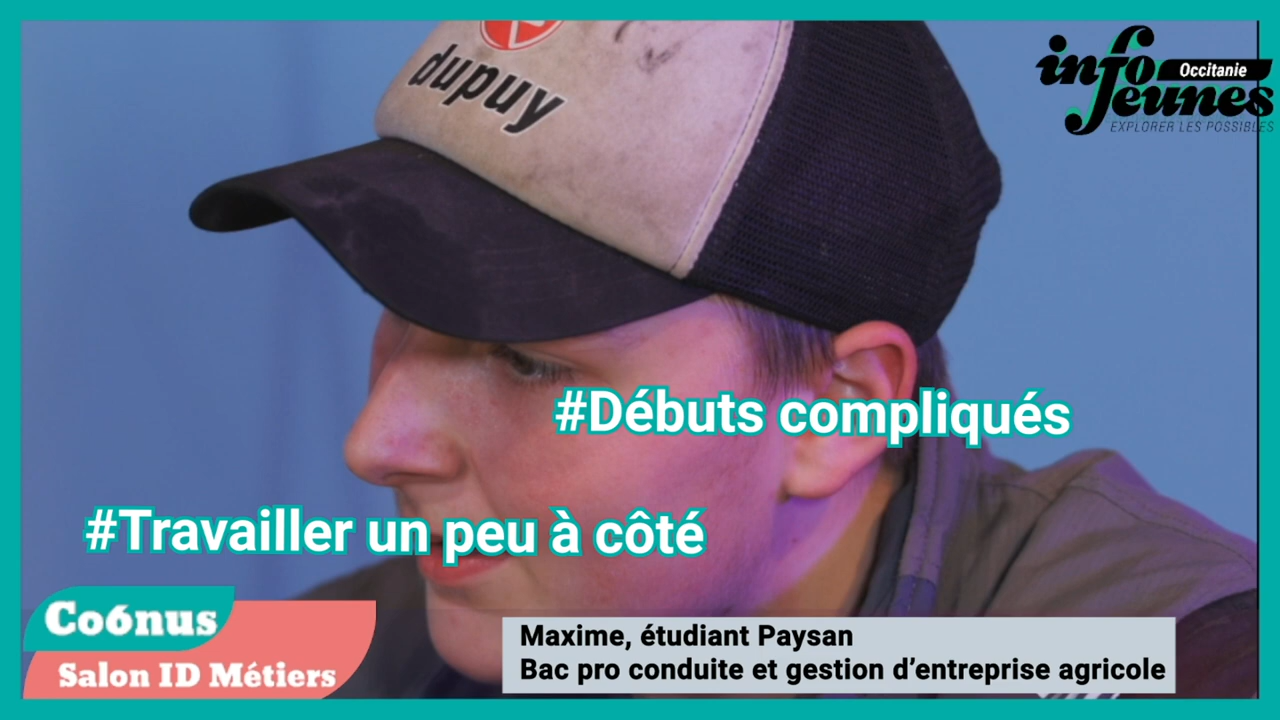 dupuy
info
Occitanie
Jeunes
EXPLORER LES POSSIBLES
#Débuts compliqués
#Travailler un peu à côté
Co6nus
Salon ID Métiers
Maxime, étudiant Paysan
Bac pro conduite et gestion d'entreprise agricole